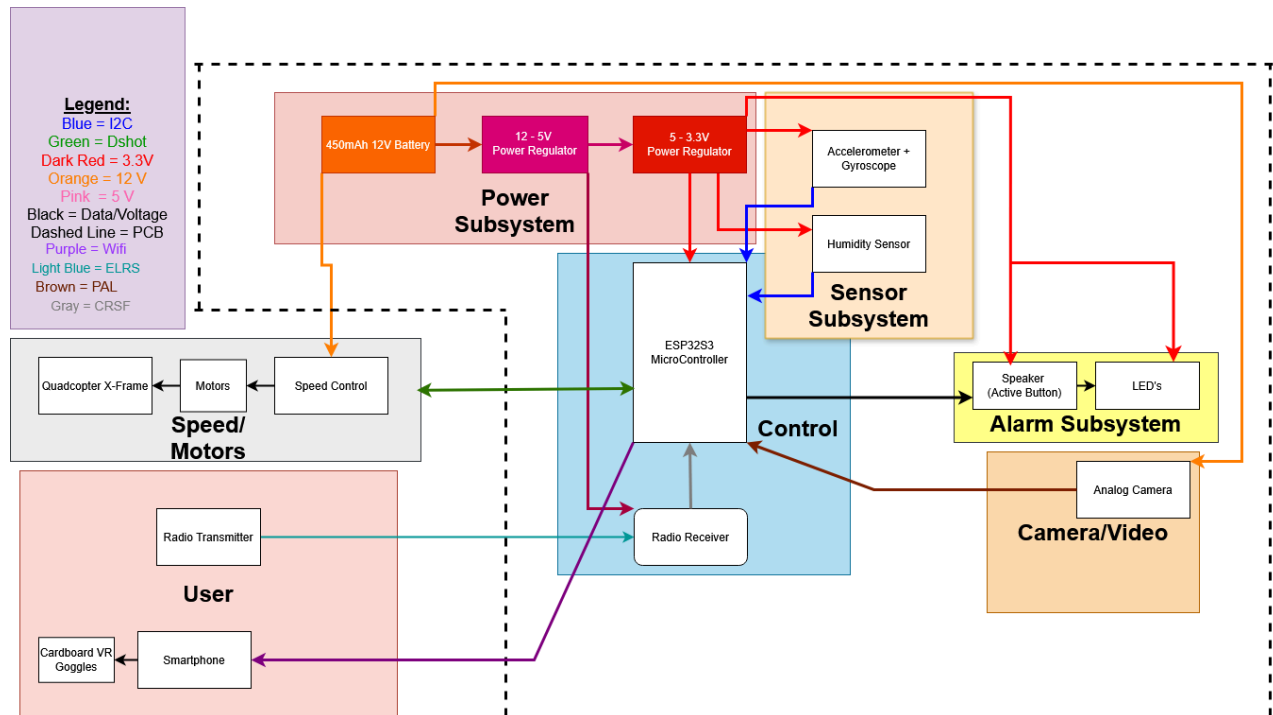 Legend:
Blue = I2C
Green = Dshot
Dark Red = 3.3V
Orange = 12 V
Pink = 5 V
Black = Data/Voltage
Dashed Line = PCB
Purple = Wifi
Light Blue = ELRS
Brown = PAL
Gray = CRSF
450mAh 12V Battery
12 - 5V
Power Regulator
5 - 3.3V
Power Regulator
Power
Subsystem
Accelerometer +
Gyroscope
Humidity Sensor
Sensor
Subsystem
ESP32S3
MicroController
Control
Radio Receiver
Quadcopter X-Frame
Motors
Speed Control
Speed/
Motors
Speaker
(Active Button)
LED's
Alarm Subsystem
Analog Camera
Camera/Video
Radio Transmitter
User
Cardboard VR
Goggles
Smartphone